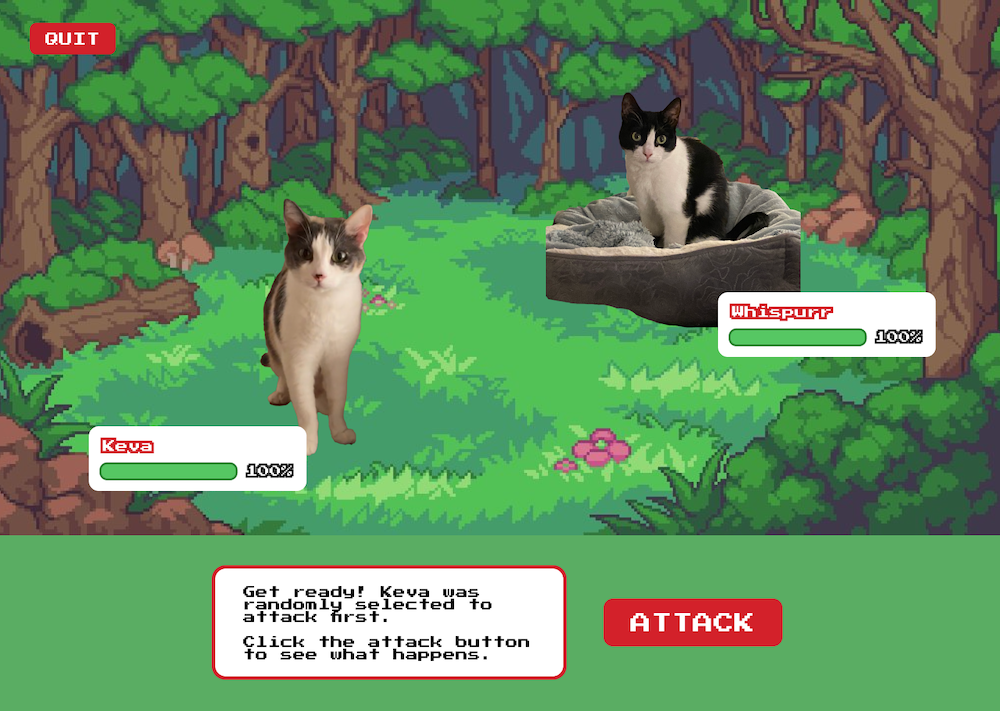 QUIT
Whispurr
100%
Keva
100%
Get ready! Keva was
randomly selected to
attack first.
Click the attack button
to see what happens.
ATTACK